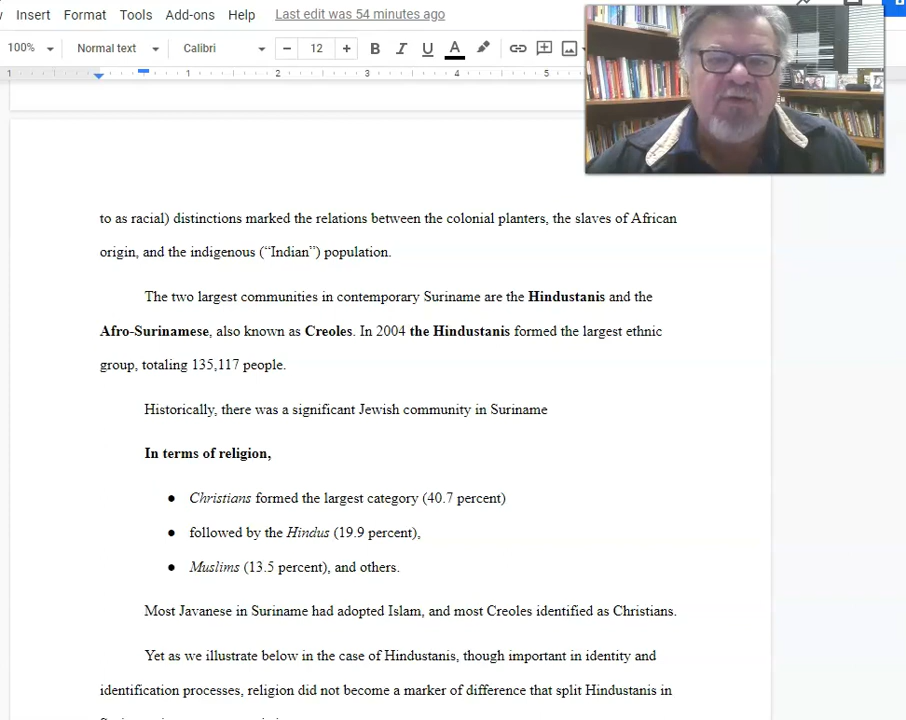 Insert Format Tools Add-ons Help Last edit was 54 minutes ago
100% Normal text Calibri 12 B I U A
1 1 2 3 4 5
to as racial) distinctions marked the relations between the colonial planters, the slaves of African
origin, and the indigenous (“Indian”) population.
The two largest communities in contemporary Suriname are the Hindustanis and the
Afro-Surinamese, also known as Creoles. In 2004 the Hindustanis formed the largest ethnic
group, totaling 135,117 people.
Historically, there was a significant Jewish community in Suriname
In terms of religion,
● Christians formed the largest category (40.7 percent)
● followed by the Hindus (19.9 percent),
● Muslims (13.5 percent), and others.
Most Javanese in Suriname had adopted Islam, and most Creoles identified as Christians.
Yet as we illustrate below in the case of Hindustanis, though important in identity and
identification processes, religion did not become a marker of difference that split Hindustanis in